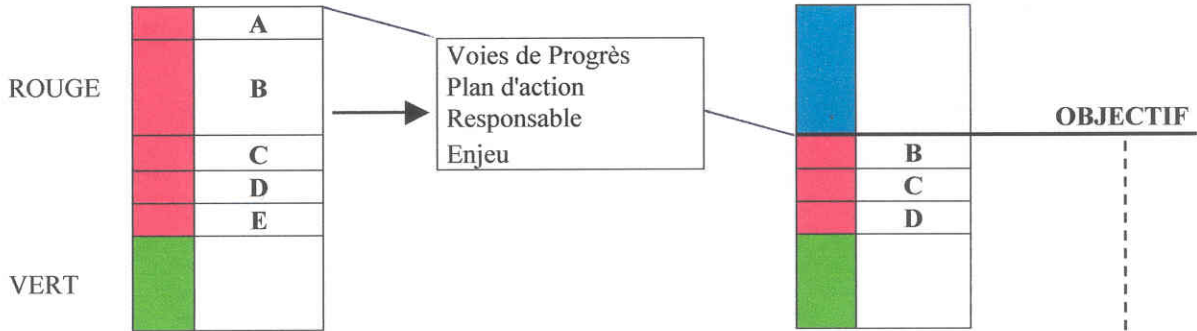 ROUGE
VERT
A
B
C
D
E
Voies de Progrès
Plan d'action
Responsable
Enjeu
OBJECTIF
B
C
D